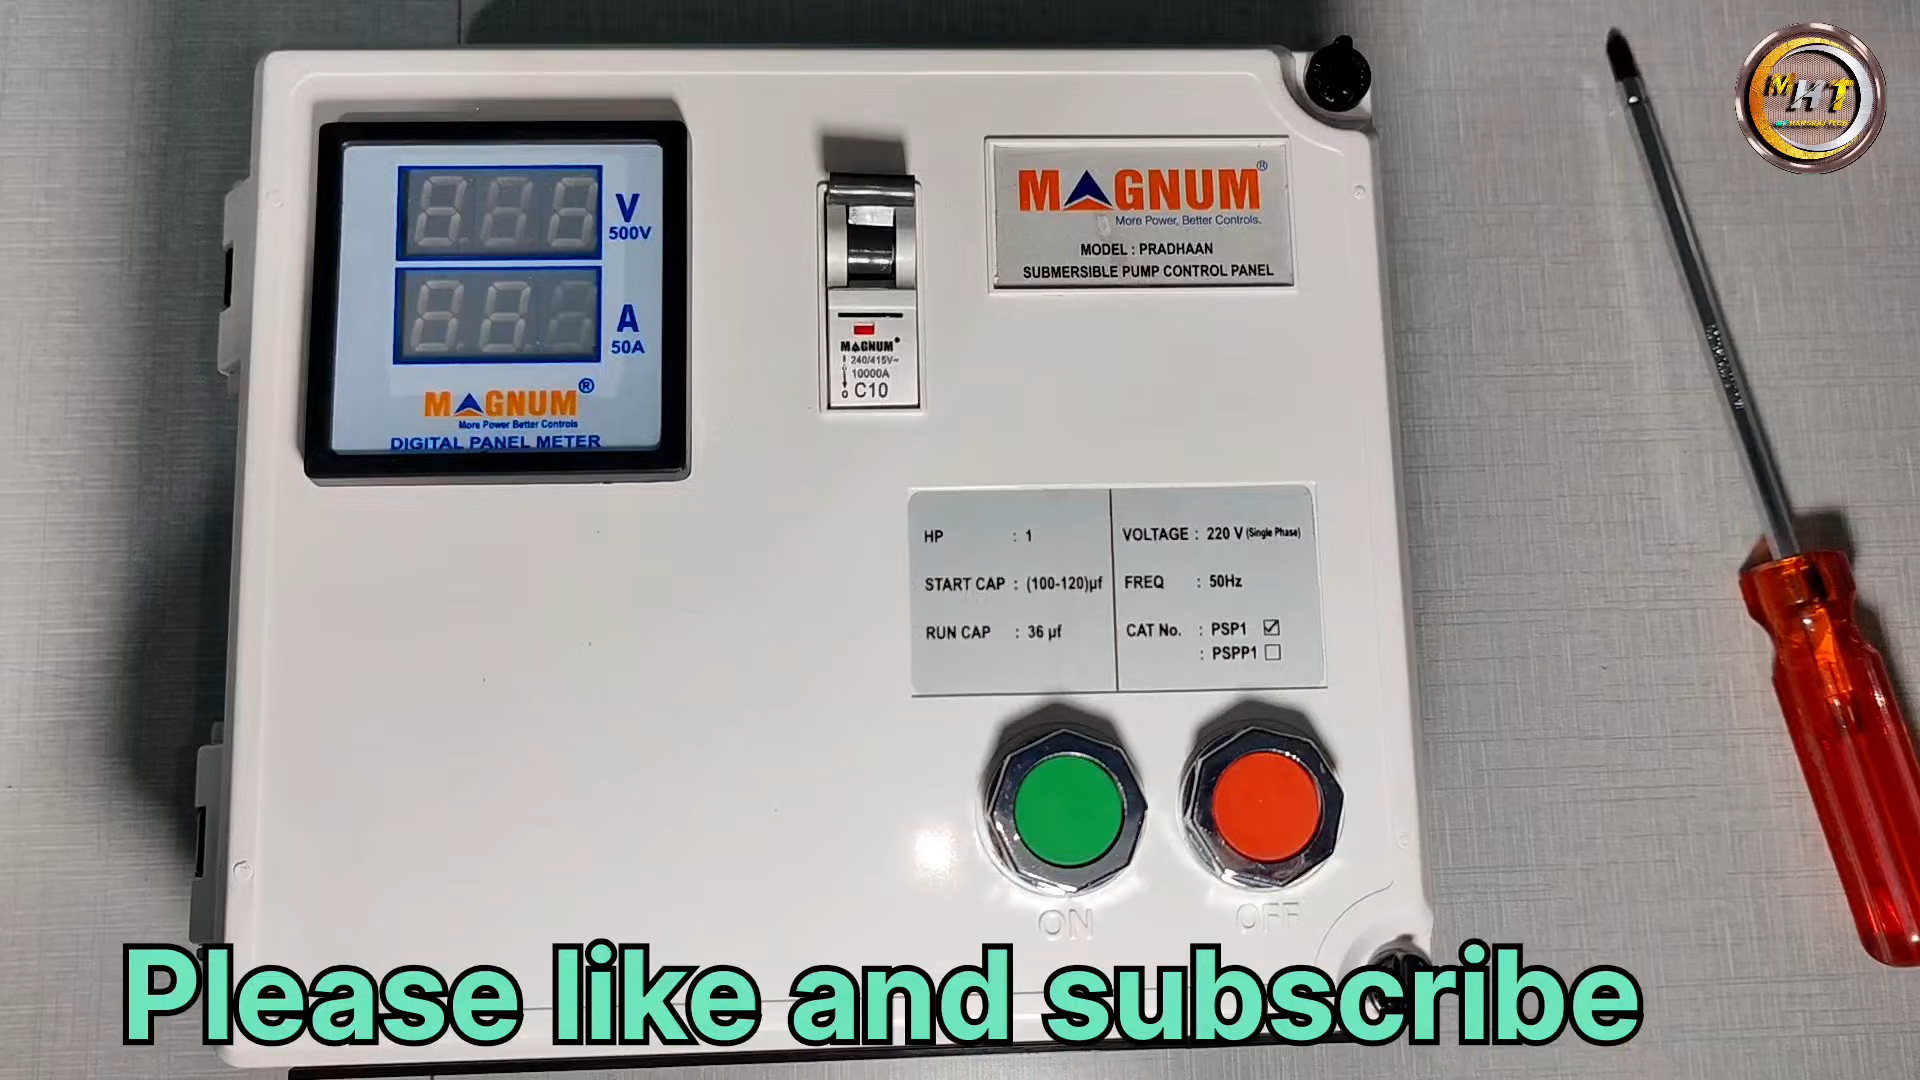 V
500V
A
50A
MAGNUM®
More Power Better Controls
DIGITAL PANEL METER
MAGNUM®
240/415V~
10000A
C10
MAGNUM®
More Power, Better Controls.
MODEL : PRADHAAN
SUBMERSIBLE PUMP CONTROL PANEL
HP : 1
START CAP : (100-120)µf
RUN CAP : 36 µf
VOLTAGE : 220 V (Single Phase)
FREQ : 50Hz
CAT No. : PSP1 ☑
: PSPP1 ☐
ON
OFF
MHT
Please like and subscribe